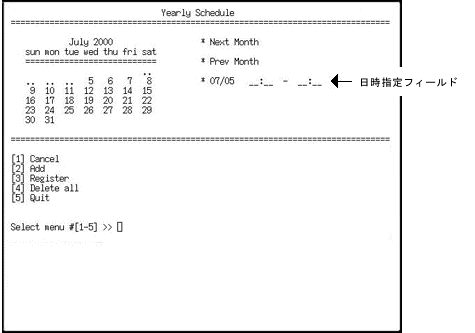 Yearly Schedule
================================================================================
July 2000
sun mon tue wed thu fri sat
===========================
..
.. .. .. 5 6 7 8
9 10 11 12 13 14 15
16 17 18 19 20 21 22
23 24 25 26 27 28 29
30 31
* Next Month
* Prev Month
* 07/05 __:__ - __:__
日時指定フィールド
================================================================================
[1] Cancel
[2] Add
[3] Register
[4] Delete all
[5] Quit
Select menu #[1-5] >>